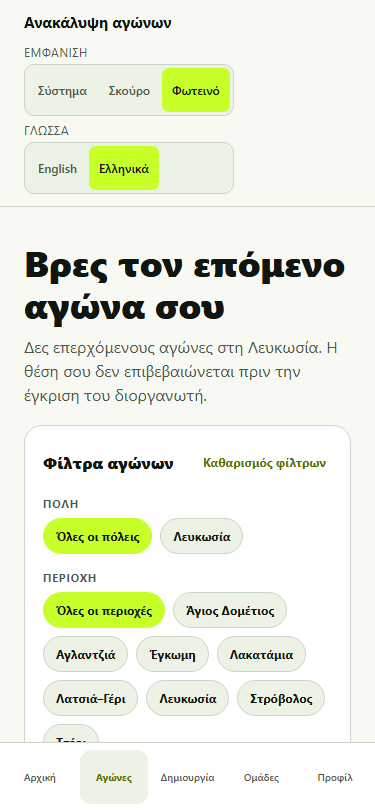 Ανακάλυψη αγώνων
ΕΜΦΑΝΙΣΗ
Σύστημα Σκούρο Φωτεινό
ΓΛΩΣΣΑ
English Ελληνικά
Βρες τον επόμενο
αγώνα σου
Δες επερχόμενους αγώνες στη Λευκωσία. Η
θέση σου δεν επιβεβαιώνεται πριν την
έγκριση του διοργανωτή.
Φίλτρα αγώνων Καθαρισμός φίλτρων
ΠΟΛΗ
Όλες οι πόλεις Λευκωσία
ΠΕΡΙΟΧΗ
Όλες οι περιοχές Άγιος Δομέτιος
Αγλαντζιά Έγκωμη Λακατάμια
Λατσιά–Γέρι Λευκωσία Στρόβολος
Αρχική Αγώνες Δημιουργία Ομάδες Προφίλ